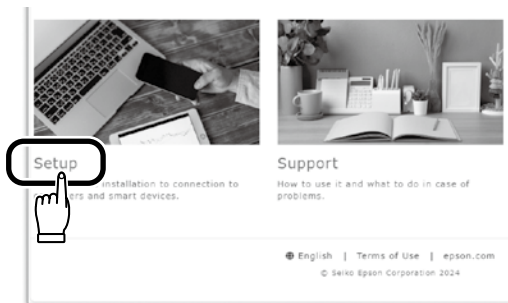 Setup
Support
installation to connection to
ers and smart devices.
How to use it and what to do in case of
problems.
English | Terms of Use | epson.com
© Seiko Epson Corporation 2024